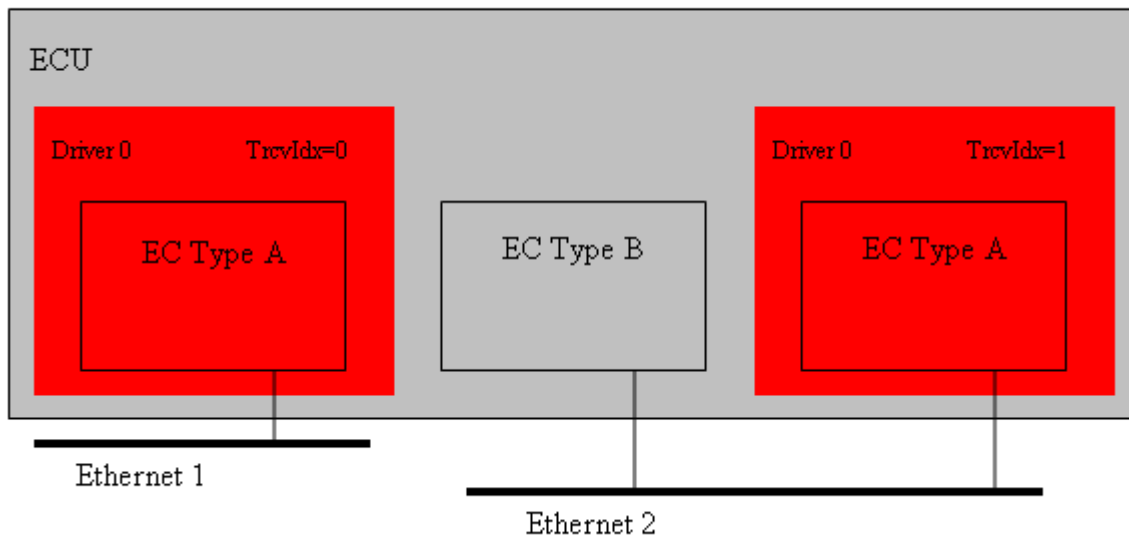 ECU
Driver 0 TrcvIdx=0
EC Type A
EC Type B
Driver 0 TrcvIdx=1
EC Type A
Ethernet 1
Ethernet 2